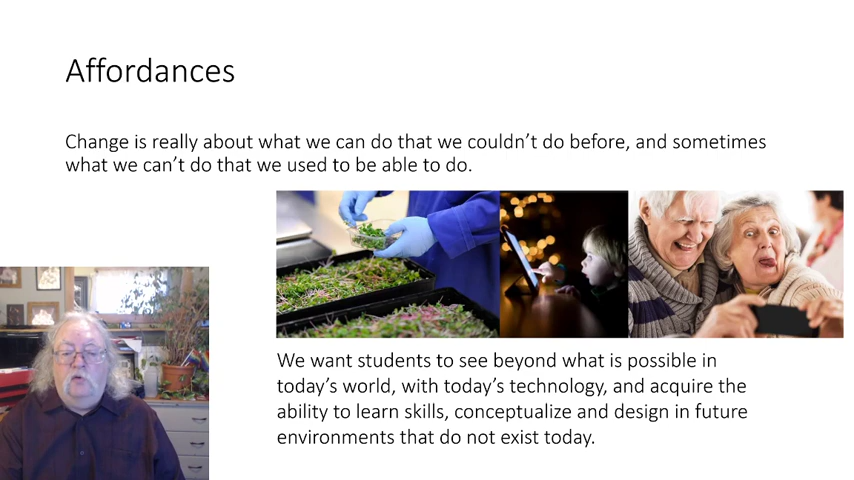 Affordances
Change is really about what we can do that we couldn’t do before, and sometimes
what we can’t do that we used to be able to do.
We want students to see beyond what is possible in
today’s world, with today’s technology, and acquire the
ability to learn skills, conceptualize and design in future
environments that do not exist today.